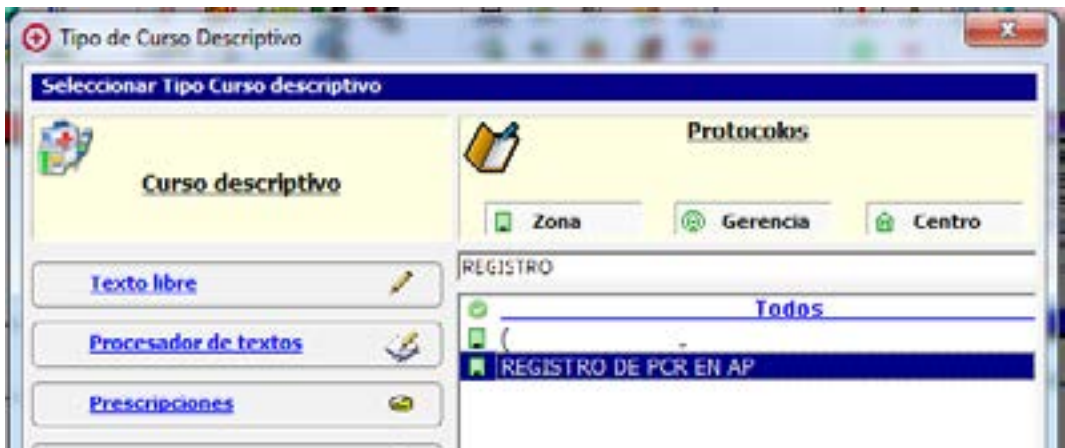 Tipo de Curso Descriptivo
Seleccionar Tipo Curso descriptivo
Curso descriptivo
Protocolos
Zona
Gerencia
Centro
Texto libre
Procesador de textos
Prescripciones
REGISTRO
Todos
(
REGISTRO DE PCR EN AP